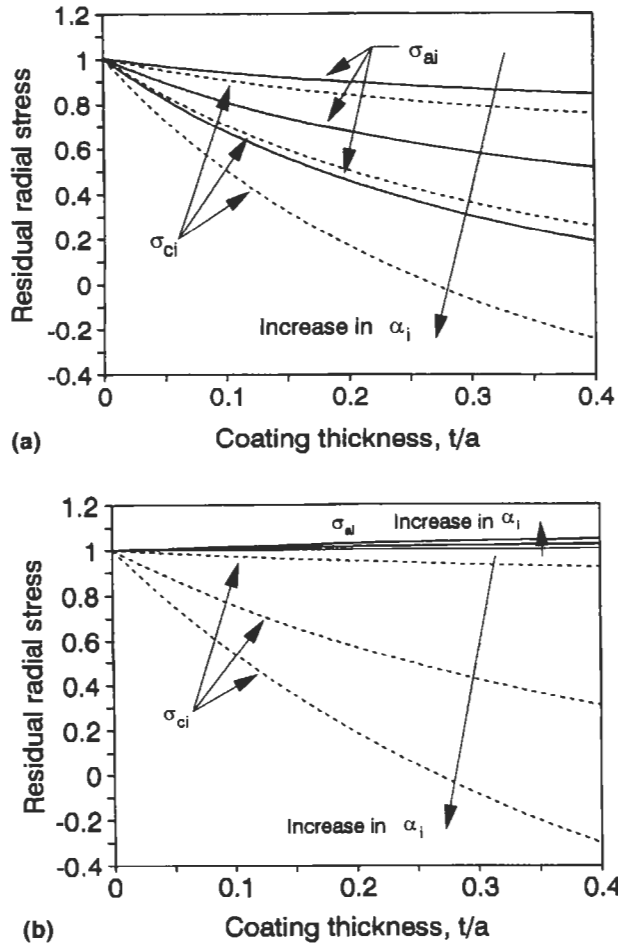 1.2
1
0.8
0.6
0.4
0.2
0
-0.2
-0.4
Residual radial stress
σai
σci
Increase in αi
0 0.1 0.2 0.3 0.4
(a)
Coating thickness, t/a
1.2
1
0.8
0.6
0.4
0.2
0
-0.2
-0.4
Residual radial stress
σai
Increase in αi
σci
Increase in αi
0 0.1 0.2 0.3 0.4
(b)
Coating thickness, t/a